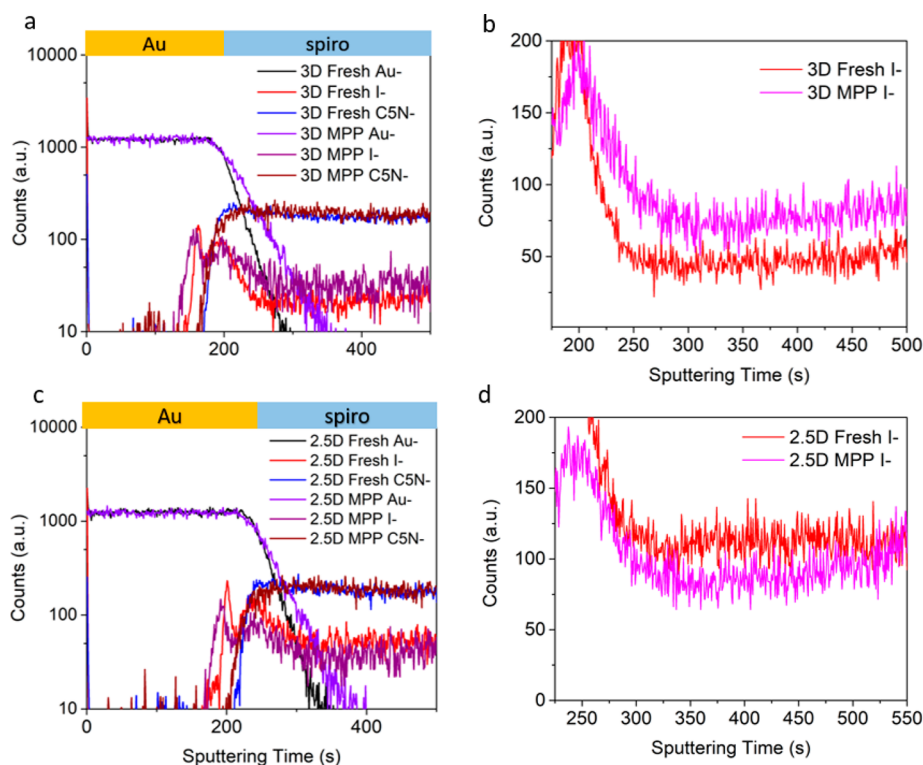 a
Au spiro
10000
1000
100
10
Counts (a.u.)
3D Fresh Au-
3D Fresh I-
3D Fresh C5N-
3D MPP Au-
3D MPP I-
3D MPP C5N-
0 200 400
b
200
150
100
50
Counts (a.u.)
3D Fresh I-
3D MPP I-
200 250 300 350 400 450 500
Sputtering Time (s)
c
Au spiro
10000
1000
100
10
Counts (a.u.)
2.5D Fresh Au-
2.5D Fresh I-
2.5D Fresh C5N-
2.5D MPP Au-
2.5D MPP I-
2.5D MPP C5N-
0 200 400
Sputtering Time (s)
d
200
150
100
50
0
Counts (a.u.)
2.5D Fresh I-
2.5D MPP I-
250 300 350 400 450 500 550
Sputtering Time (s)